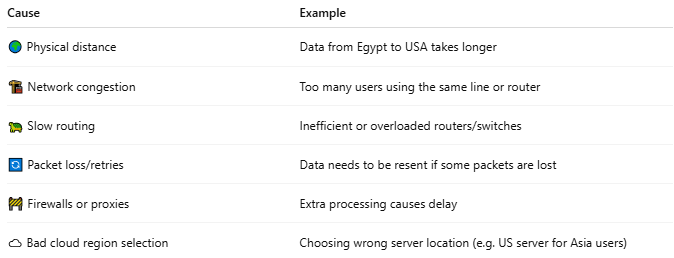 Cause Example
Physical distance Data from Egypt to USA takes longer
Network congestion Too many users using the same line or router
Slow routing Inefficient or overloaded routers/switches
Packet loss/retries Data needs to be resent if some packets are lost
Firewalls or proxies Extra processing causes delay
Bad cloud region selection Choosing wrong server location (e.g. US server for Asia users)